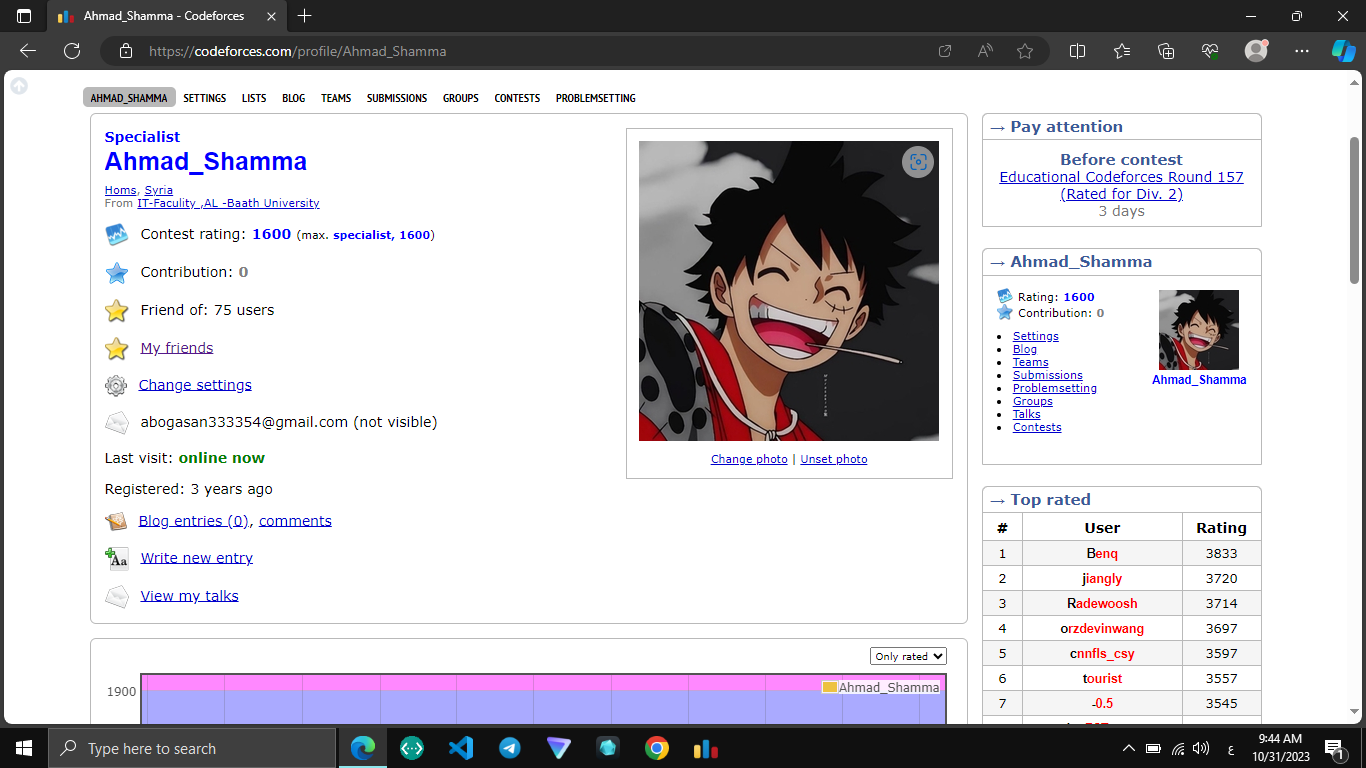 Ahmad_Shamma - Codeforces
https://codeforces.com/profile/Ahmad_Shamma
AHMAD_SHAMMA SETTINGS LISTS BLOG TEAMS SUBMISSIONS GROUPS CONTESTS PROBLEMSETTING
Specialist
Ahmad_Shamma
Homs, Syria
From IT-Faculity ,AL -Baath University
Contest rating: 1600 (max. specialist, 1600)
Contribution: 0
Friend of: 75 users
My friends
Change settings
abogasan333354@gmail.com (not visible)
Last visit: online now
Registered: 3 years ago
Blog entries (0), comments
Write new entry
View my talks
Change photo | Unset photo
Only rated
1900
Ahmad_Shamma
→ Pay attention
Before contest
Educational Codeforces Round 157
(Rated for Div. 2)
3 days
→ Ahmad_Shamma
Rating: 1600
Contribution: 0
Settings
Blog
Teams
Submissions
Problemsetting
Groups
Talks
Contests
Ahmad_Shamma
→ Top rated
# User Rating
1 Benq 3833
2 jiangly 3720
3 Radewoosh 3714
4 orzdevinwang 3697
5 cnnfls_csy 3597
6 tourist 3557
7 -0.5 3545
Type here to search
ع
9:44 AM
10/31/2023
1